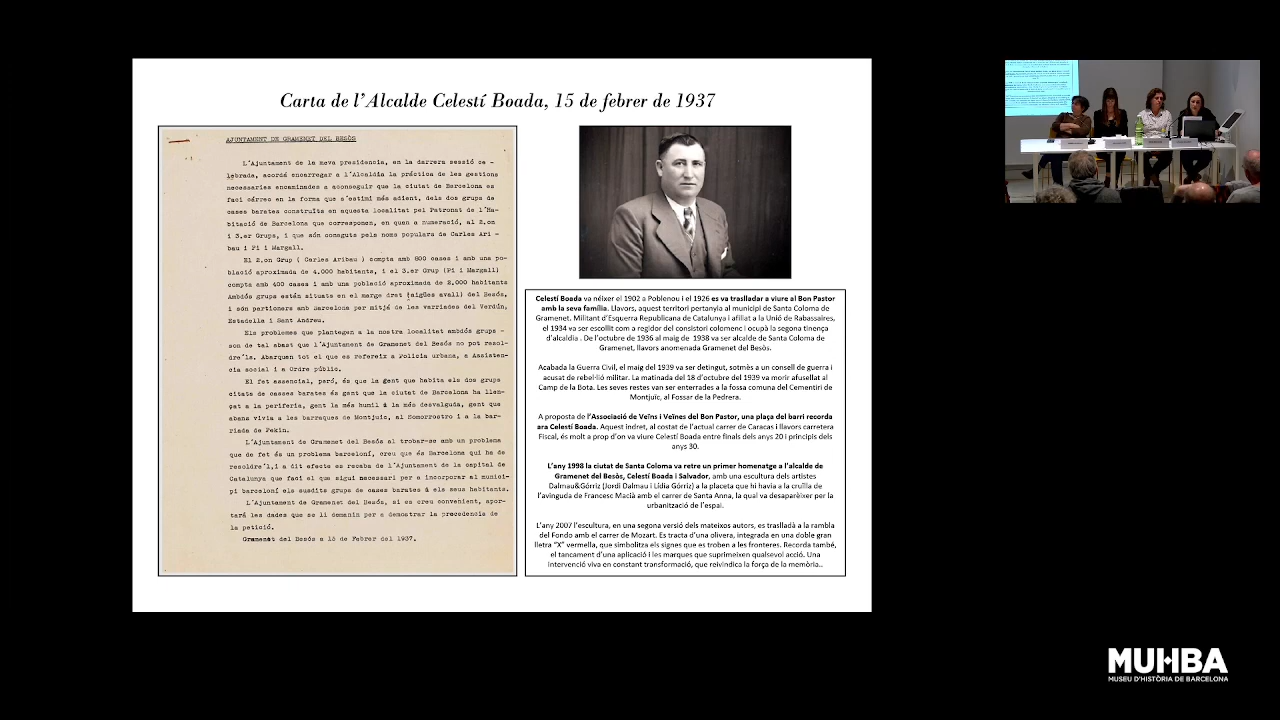 Carta de l'Alcalde Celestí Boada, 15 de febrer de 1937
AJUNTAMENT DE GRAMENET DEL BESÒS
L'Ajuntament de la meva presidencia, en la darrera sessió ce -
lebrada, acordá encarregar a l'Alcaldia la práctica de les gestions
necessaries encaminades a aconseguir que la ciutat de Barcelona es
faci cárrec en la forma que s'estimi més adient, dels dos grups de
cases barates construits en aquesta localitat pel Patronat de l'Ha-
bitació de Barcelona que corresponen, en quan a numeració, al 2.on
i 3.er Grups, i que són coneguts pels noms populars de Carles Ari -
bau i Pi i Margall.
El 2.on Grup ( Carles Aribau ) compta amb 800 cases i amb una po-
blació aproximada de 4.000 habitants, i el 3.er Grup (Pi i Margall)
compta amb 400 cases i amb una població aproximada de 2.000 habitants
Ambdós grups están situats en el marge dret (aigües avall) del Besós,
i són pertioners amb Barcelona per mitjá de les varriades del Verdún,
Estadella i Sant Andreu.
Els problemes que plantegen a la nostra localitat ambdós grups -
son de tal abast que l'Ajuntament de Gramenet del Besós no pot resol-
dre'ls. Abarquen tot el que es refereix a Policia urbana, a Assisten-
cia social i a Ordre públic.
El fet essencial, peró, és que la gent que habita els dos grups
citats de cases barates és gent que la ciutat de Barcelona ha llen-
çat a la periferia, gent la més humil i la més desvalguda, gent que
abans vivia a les barraques de Montjuic, al Somorrostro i a la bar-
riada de Pekin.
L'Ajuntament de Gramenet del Besós al trobar-se amb un problema
que de fet és un problema barceloní, creu que és Barcelona qui ha de
resoldre'l, i a dit efecte es recaba de l'Ajuntament de la capital de
Catalunya que faci el que sigui necessari per a incorporar al munici-
pi barceloní els susdits grups de cases barates i els seus habitants.
L'Ajuntament de Gramenet del Besós, si es creu convenient, apor-
tará les dades que se li demanin per a demostrar la precedencia de
la petició.
Gramenet del Besós a 15 de Febrer del 1937.
Celestí Boada va néixer el 1902 a Poblenou i el 1926 es va traslladar a viure al Bon Pastor
amb la seva família. Llavors, aquest territori pertanyia al municipi de Santa Coloma de
Gramenet. Militant d'Esquerra Republicana de Catalunya i afiliat a la Unió de Rabassaires,
el 1934 va ser escollit com a regidor del consistori colomenc i ocupà la segona tinença
d'alcaldia . De l'octubre de 1936 al maig de 1938 va ser alcalde de Santa Coloma de
Gramenet, llavors anomenada Gramenet del Besòs.
Acabada la Guerra Civil, el maig del 1939 va ser detingut, sotmès a un consell de guerra i
acusat de rebel·lió militar. La matinada del 18 d'octubre del 1939 va morir afusellat al
Camp de la Bota. Les seves restes van ser enterrades a la fossa comuna del Cementiri de
Montjuïc, al Fossar de la Pedrera.
A proposta de l'Associació de Veïns i Veïnes del Bon Pastor, una plaça del barri recorda
ara Celestí Boada. Aquest indret, al costat de l'actual carrer de Caracas i llavors carretera
Fiscal, és molt a prop d'on va viure Celestí Boada entre finals dels anys 20 i principis dels
anys 30.
L'any 1998 la ciutat de Santa Coloma va retre un primer homenatge a l'alcalde de
Gramenet del Besòs, Celestí Boada i Salvador, amb una escultura dels artistes
Dalmau&Górriz (Jordi Dalmau i Lídia Górriz) a la placeta que hi havia a la cruïlla de
l'avinguda de Francesc Macià amb el carrer de Santa Anna, la qual va desaparèixer per la
urbanització de l'espai.
L'any 2007 l'escultura, en una segona versió dels mateixos autors, es traslladà a la rambla
del Fondo amb el carrer de Mozart. Es tracta d'una olivera, integrada en una doble gran
lletra "X" vermella, que simbolitza els signes que es troben a les fronteres. Recorda també,
el tancament d'una aplicació i les marques que suprimeixen qualsevol acció. Una
intervenció viva en constant transformació, que reivindica la força de la memòria..
MUHBA
MUSEU D'HISTÒRIA DE BARCELONA